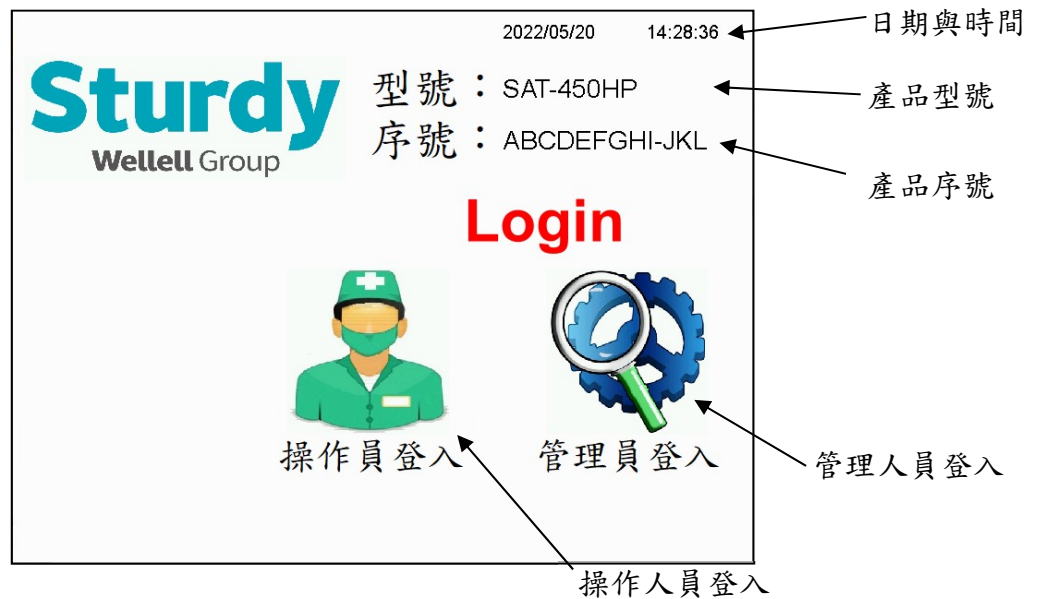 2022/05/20 14:28:36
日期與時間
Sturdy
Wellell Group
型號：SAT-450HP
產品型號
序號：ABCDEFGHI-JKL
產品序號
Login
操作員登入
管理員登入
管理人員登入
操作人員登入